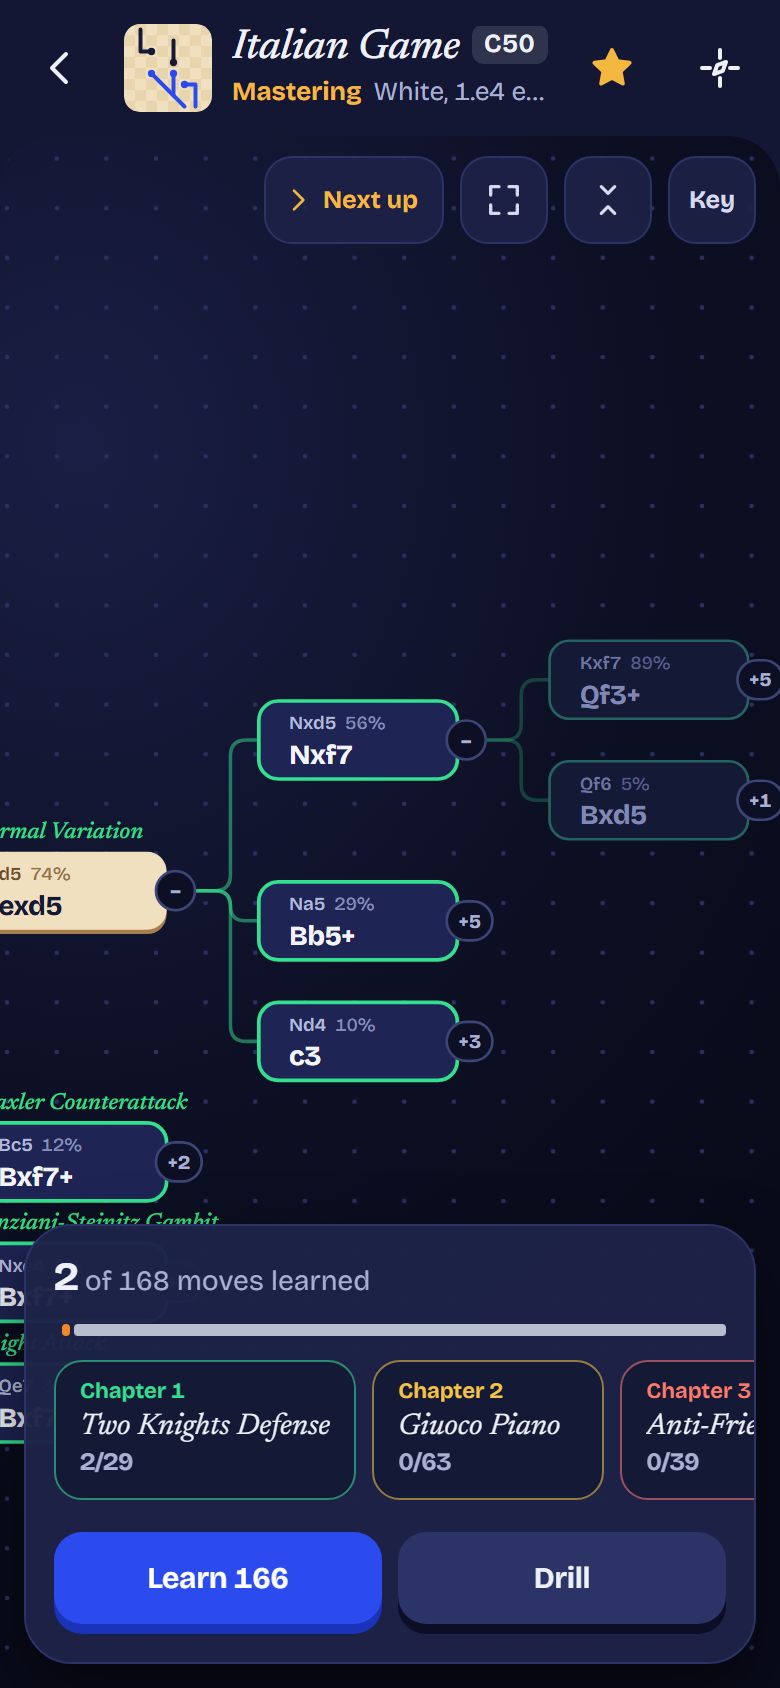 Italian Game C50
Mastering White, 1.e4 e...
Next up
Key
Kxf7 89%
Qf3+
+5
Nxd5 56%
Nxf7
–
Qf6 5%
Bxd5
+1
rmal Variation
d5 74%
exd5
–
Na5 29%
Bb5+
+5
Nd4 10%
c3
+3
axler Counterattack
Bc5 12%
Bxf7+
+2
nziani-Steinitz Gambit
2 of 168 moves learned
Chapter 1
Two Knights Defense
2/29
Chapter 2
Giuoco Piano
0/63
Chapter 3
Anti-Frie
0/39
Learn 166
Drill